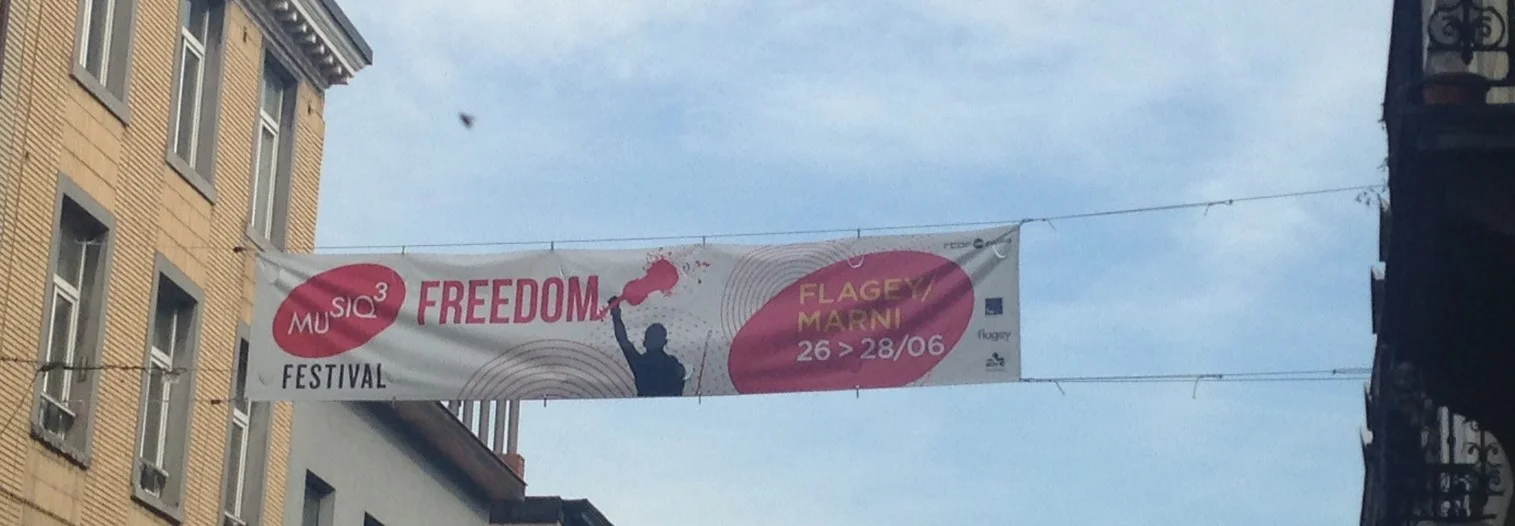 MUSIQ3
FESTIVAL
FREEDOM
FLAGEY/
MARNI
26 > 28/06
flagey